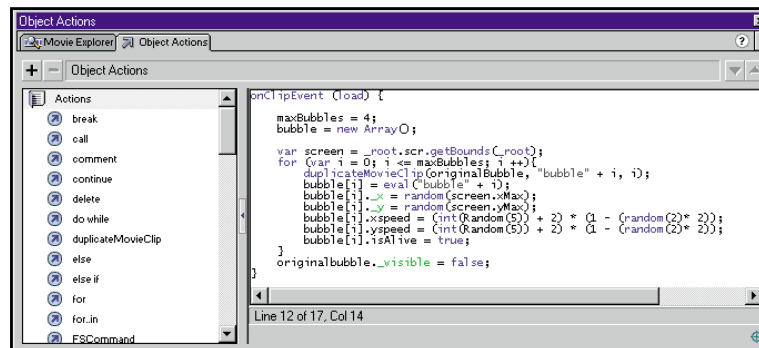 Object Actions
Movie Explorer Object Actions ?
+ - Object Actions
Actions
break
call
comment
continue
delete
do while
duplicateMovieClip
else
else if
for
for..in
FSCommand
onClipEvent (load) {
maxBubbles = 4;
bubble = new Array();
var screen = _root.scr.getBounds(_root);
for (var i = 0; i <= maxBubbles; i ++){
duplicateMovieClip(originalBubble, "bubble" + i, i);
bubble[i] = eval("bubble" + i);
bubble[i]._x = random(screen.xMax);
bubble[i]._y = random(screen.yMax);
bubble[i].xspeed = (int(Random(5)) + 2) * (1 - (random(2)* 2));
bubble[i].yspeed = (int(Random(5)) + 2) * (1 - (random(2)* 2));
bubble[i].isAlive = true;
}
originalbubble._visible = false;
}
Line 12 of 17, Col 14